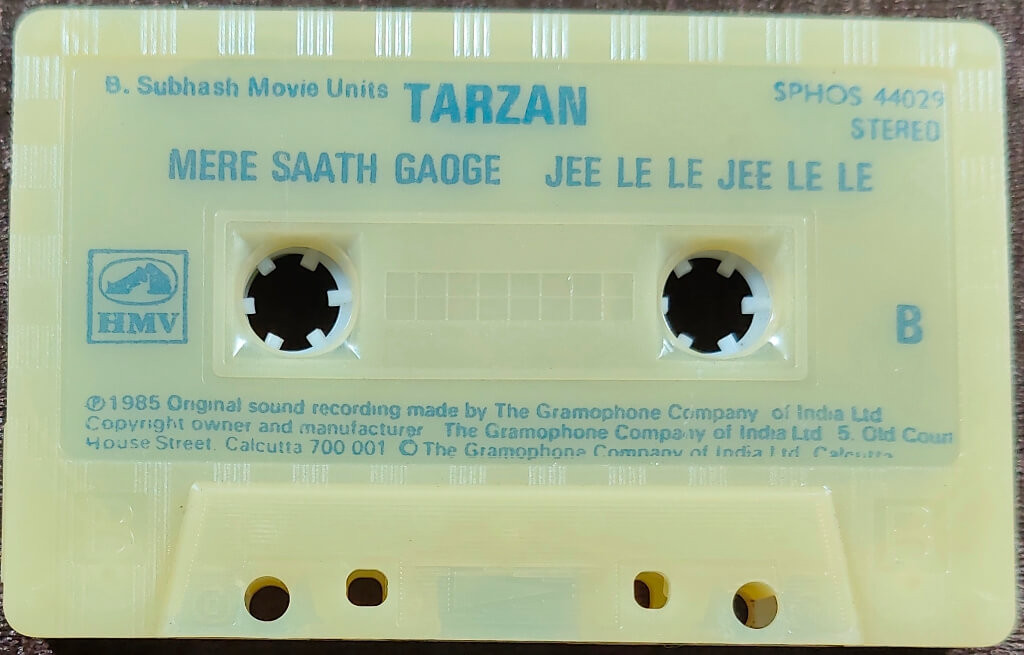 B. Subhash Movie Units TARZAN SPHOS 44029
STEREO
MERE SAATH GAOGE JEE LE LE JEE LE LE
HMV
B
℗ 1985 Original sound recording made by The Gramophone Company of India Ltd
Copyright owner and manufacturer The Gramophone Company of India Ltd 5. Old Coun
House Street. Calcutta 700 001 © The Gramophone Company of India Ltd. Calcutta